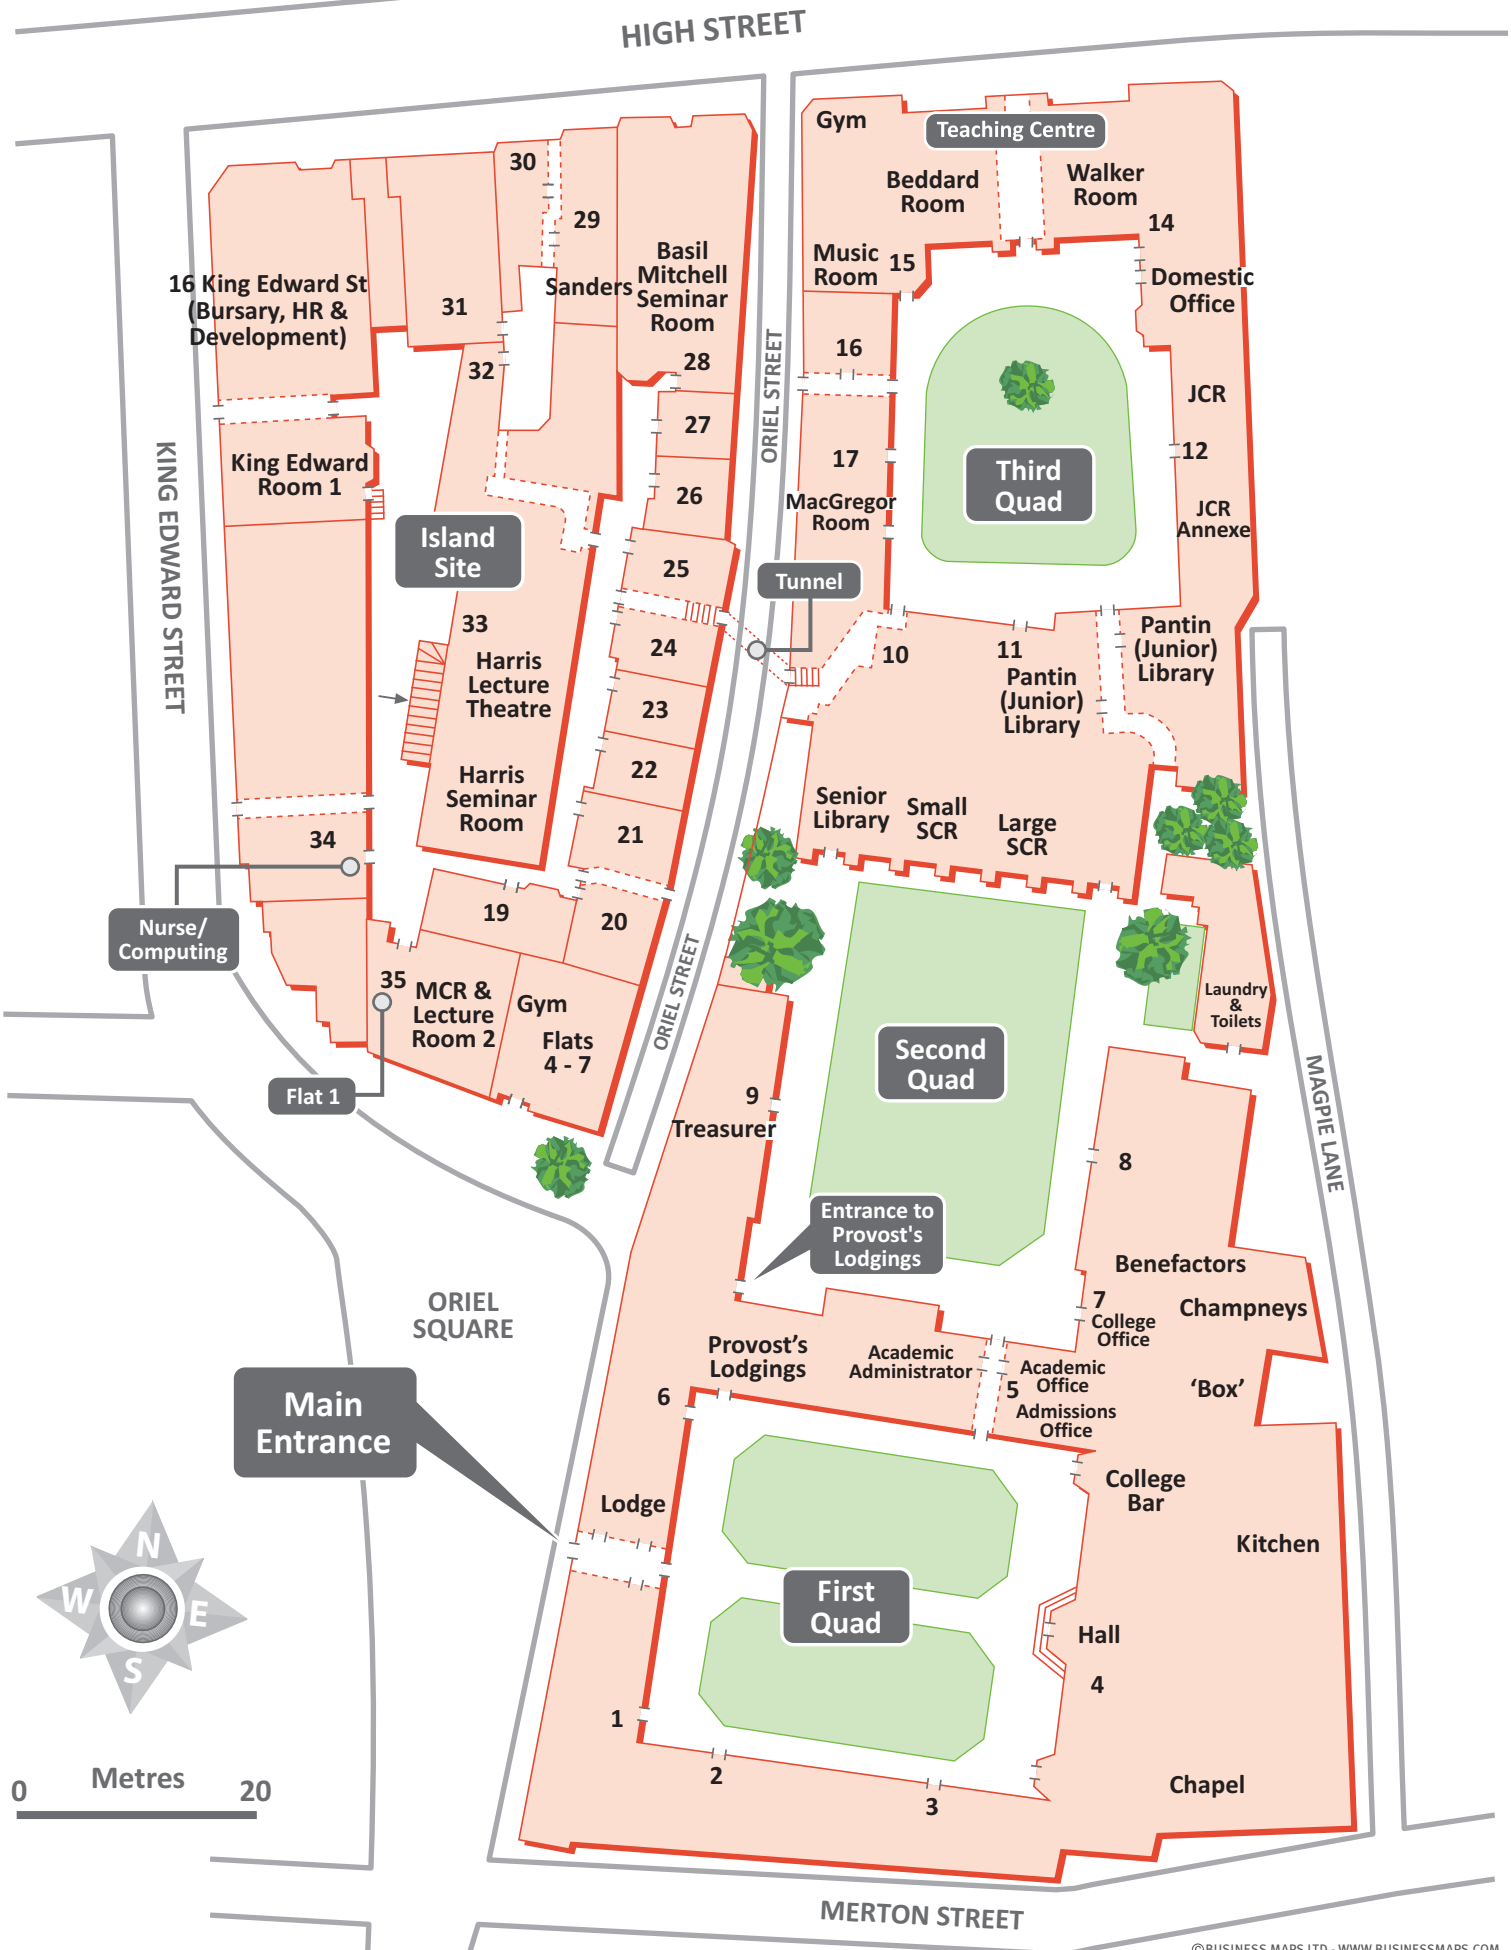 HIGH STREET
Gym
Teaching Centre
30
Beddard
Room
Walker
Room
29
14
Basil
Mitchell
Seminar
Room
Music
Room
15
16 King Edward St
(Bursary, HR &
Development)
Sanders
Domestic
Office
31
ORIEL STREET
16
28
32
JCR
27
KING EDWARD STREET
King Edward
Room 1
17
12
Third
Quad
26
MacGregor
Room
JCR
Annexe
Island
Site
25
Tunnel
33
24
10
11
Pantin
(Junior)
Library
Harris
Lecture
Theatre
Pantin
(Junior)
Library
23
22
Harris
Seminar
Room
Senior
Library
Small
SCR
Large
SCR
34
21
Nurse/
Computing
19
20
35
MCR &
Lecture
Room 2
Gym
Flats
4 - 7
ORIEL STREET
Laundry
&
Toilets
Second
Quad
Flat 1
9
Treasurer
MAGPIE LANE
8
Entrance to
Provost's
Lodgings
Benefactors
ORIEL
SQUARE
7
College
Office
Champneys
Provost’s
Lodgings
Academic
Administrator
Academic
Office
5
Admissions
Office
‘Box’
6
Main
Entrance
College
Bar
Lodge
Kitchen
N
W
E
S
First
Quad
Hall
4
1
2
3
Chapel
Metres
0
20
MERTON STREET
©BUSINESS MAPS LTD - WWW.BUSINESSMAPS.COM